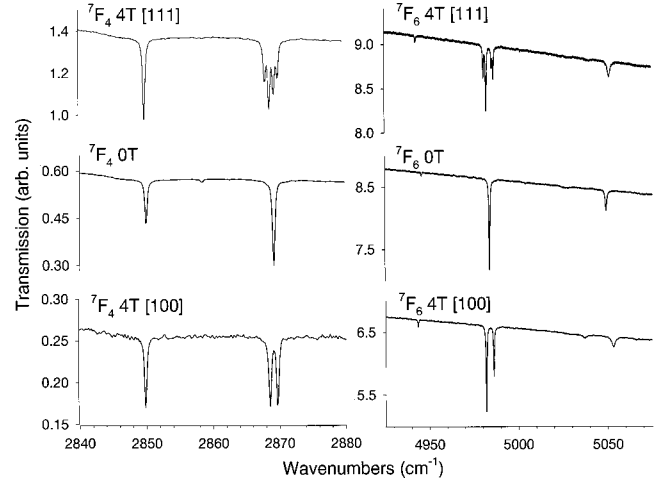 ⁷F₄ 4T [111]
1.4
1.2
1.0
⁷F₄ 0T
0.60
0.45
0.30
⁷F₄ 4T [100]
0.30
0.25
0.20
0.15
2840 2850 2860 2870 2880
⁷F₆ 4T [111]
9.0
8.5
8.0
⁷F₆ 0T
8.5
7.5
⁷F₆ 4T [100]
6.5
5.5
4950 5000 5050
Transmission (arb. units)
Wavenumbers (cm⁻¹)